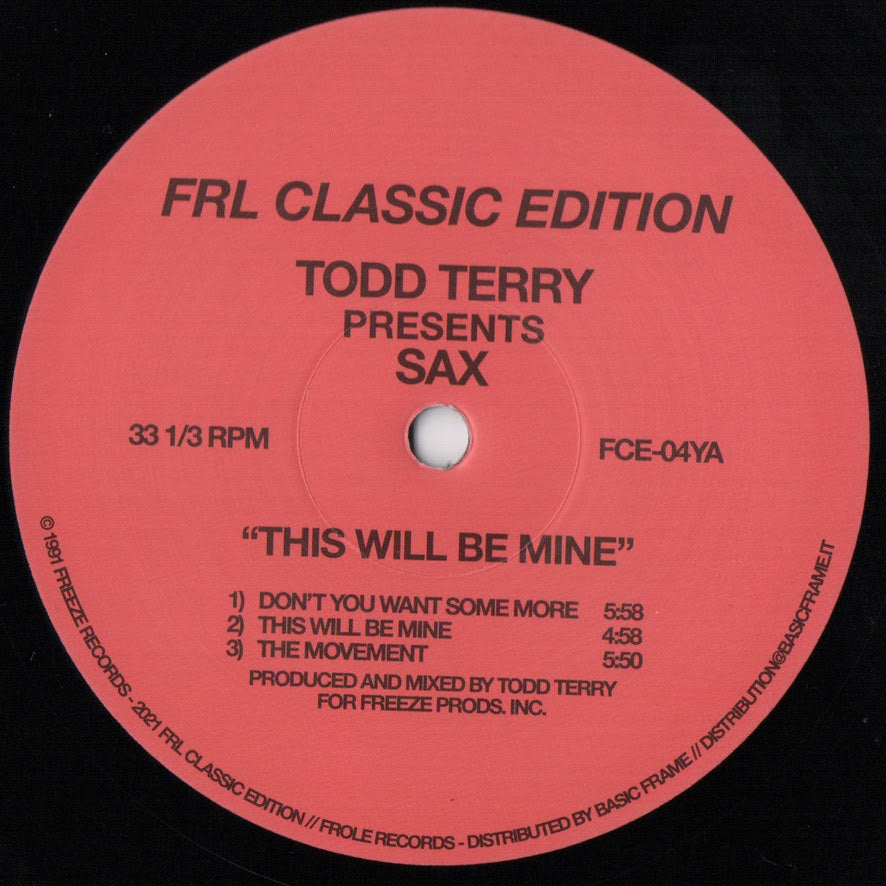 FRL CLASSIC EDITION
TODD TERRY
PRESENTS
SAX
33 1/3 RPM
FCE-04YA
“THIS WILL BE MINE”
1) DON'T YOU WANT SOME MORE 5:58
2) THIS WILL BE MINE 4:58
3) THE MOVEMENT 5:50
PRODUCED AND MIXED BY TODD TERRY
FOR FREEZE PRODS. INC.
© 1991 FREEZE RECORDS - 2021 FRL CLASSIC EDITION // FROLE RECORDS - DISTRIBUTED BY BASIC FRAME // DISTRIBUTION@BASICFRAME.IT